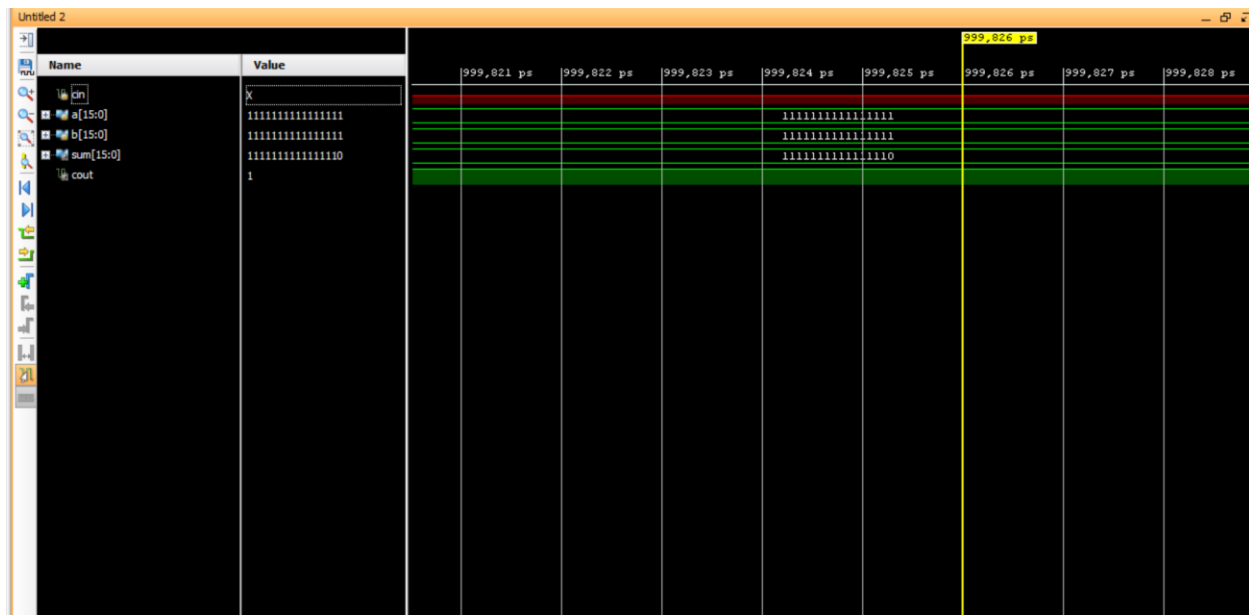 Untitled 2
999,826 ps
Name Value
999,821 ps 999,822 ps 999,823 ps 999,824 ps 999,825 ps 999,826 ps 999,827 ps 999,828 ps
cin X
a[15:0] 1111111111111111 1111111111111111
b[15:0] 1111111111111111 1111111111111111
sum[15:0] 1111111111111110 1111111111111110
cout 1